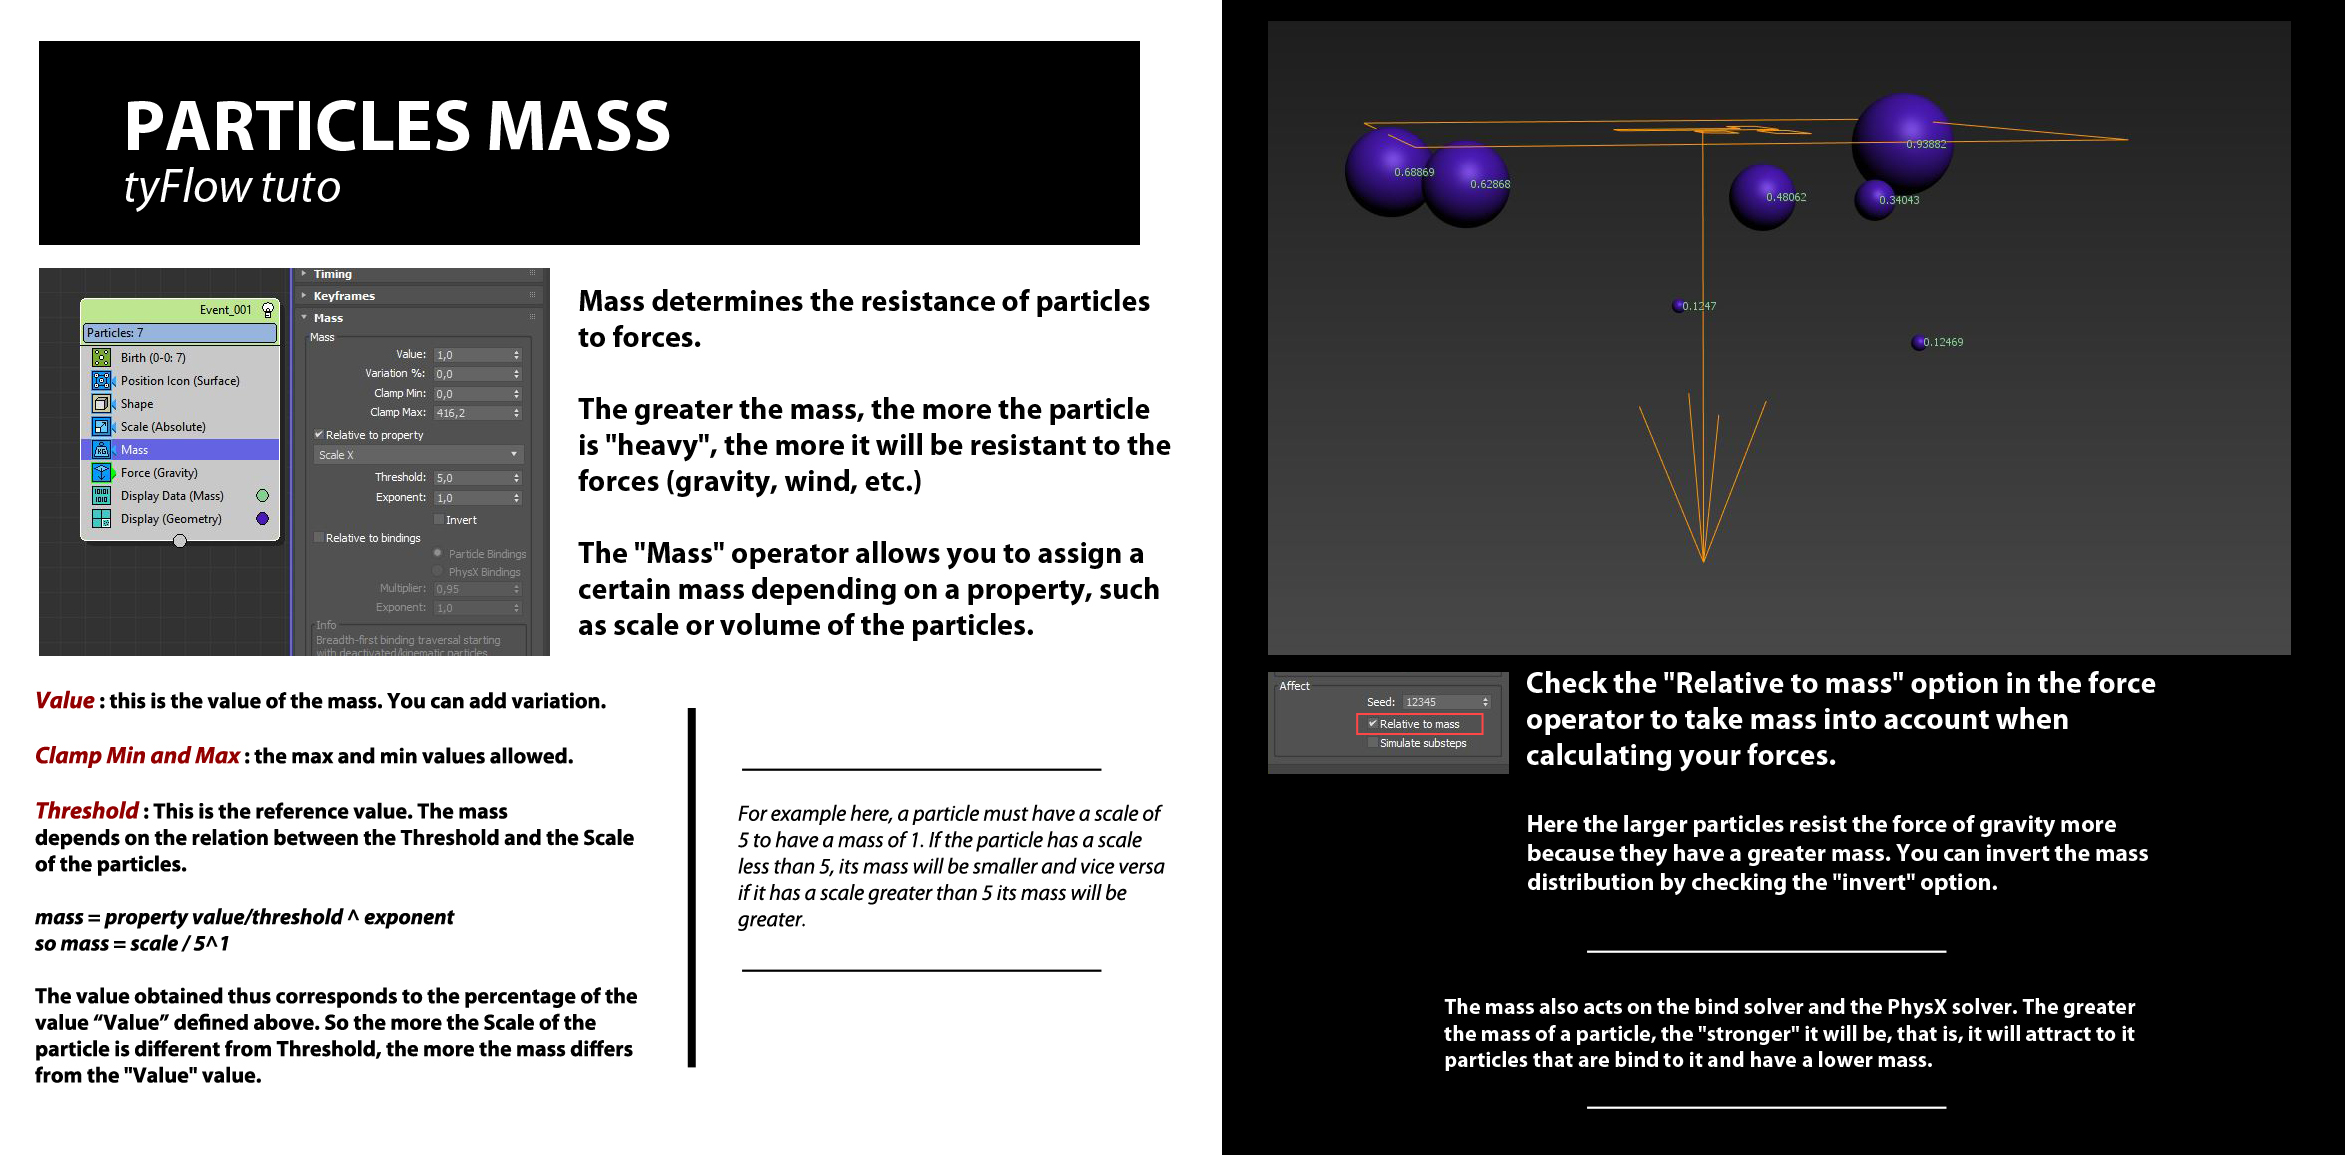 PARTICLES MASS
tyFlow tuto
Event_001
Particles: 7
Birth (0-0: 7)
Position Icon (Surface)
Shape
Scale (Absolute)
Mass
Force (Gravity)
Display Data (Mass)
Display (Geometry)
Timing
Keyframes
Mass
Mass
Value: 1,0
Variation %: 0,0
Clamp Min: 0,0
Clamp Max: 416,2
Relative to property
Scale X
Threshold: 5,0
Exponent: 1,0
Invert
Relative to bindings
Particle Bindings
PhysX Bindings
Multiplier: 0,95
Exponent: 1,0
Info
Breadth-first binding traversal starting
with deactivated/kinematic particles
Mass determines the resistance of particles
to forces.
The greater the mass, the more the particle
is "heavy", the more it will be resistant to the
forces (gravity, wind, etc.)
The "Mass" operator allows you to assign a
certain mass depending on a property, such
as scale or volume of the particles.
Value : this is the value of the mass. You can add variation.
Clamp Min and Max : the max and min values allowed.
Threshold : This is the reference value. The mass
depends on the relation between the Threshold and the Scale
of the particles.
mass = property value/threshold ^ exponent
so mass = scale / 5^1
The value obtained thus corresponds to the percentage of the
value “Value” defined above. So the more the Scale of the
particle is different from Threshold, the more the mass differs
from the "Value" value.
For example here, a particle must have a scale of
5 to have a mass of 1. If the particle has a scale
less than 5, its mass will be smaller and vice versa
if it has a scale greater than 5 its mass will be
greater.
0.93882
0.68869
0.62868
0.48062
0.34043
0.1247
0.12469
Affect
Seed: 12345
Relative to mass
Simulate substeps
Check the "Relative to mass" option in the force
operator to take mass into account when
calculating your forces.
Here the larger particles resist the force of gravity more
because they have a greater mass. You can invert the mass
distribution by checking the "invert" option.
The mass also acts on the bind solver and the PhysX solver. The greater
the mass of a particle, the "stronger" it will be, that is, it will attract to it
particles that are bind to it and have a lower mass.